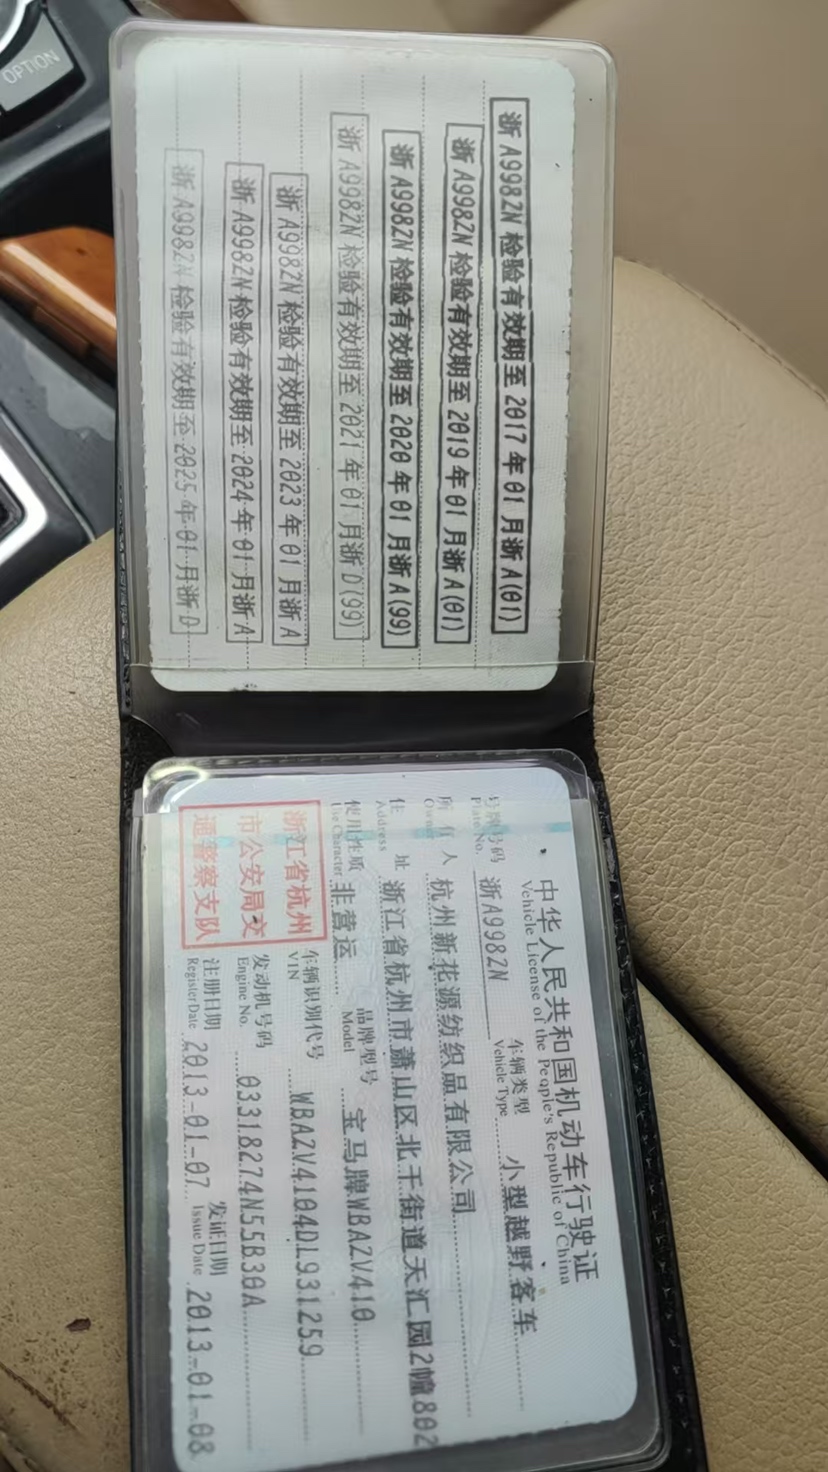 OPTION
浙A998ZN 检验有效期至2017年01月浙A(01)
浙A998ZN 检验有效期至2019年01月浙A(01)
浙A998ZN 检验有效期至2020年01月浙A(99)
浙A998ZN 检验有效期至2021年01月浙D(99)
浙A998ZN 检验有效期至2023年01月浙A
浙A998ZN 检验有效期至2024年01月浙A
浙A998ZN 检验有效期至2025年01月浙D
中华人民共和国机动车行驶证
Vehicle License of the People's Republic of China
号牌号码 浙A998ZN 车辆类型 小型越野客车
Plate No. Vehicle Type
所有人 杭州新花源纺织品有限公司
Owner
住址 浙江省杭州市萧山区北干街道天汇园2幢802
Address
使用性质 非营运 品牌型号 宝马牌WBAZV410
Use Character Model
浙江省杭州
市公安局交
通警察支队
车辆识别代号 WBAZV4104DL931259
VIN
发动机号码 03318274N55B30A
Engine No.
注册日期 2013-01-07 发证日期 2013-01-08
Register Date Issue Date